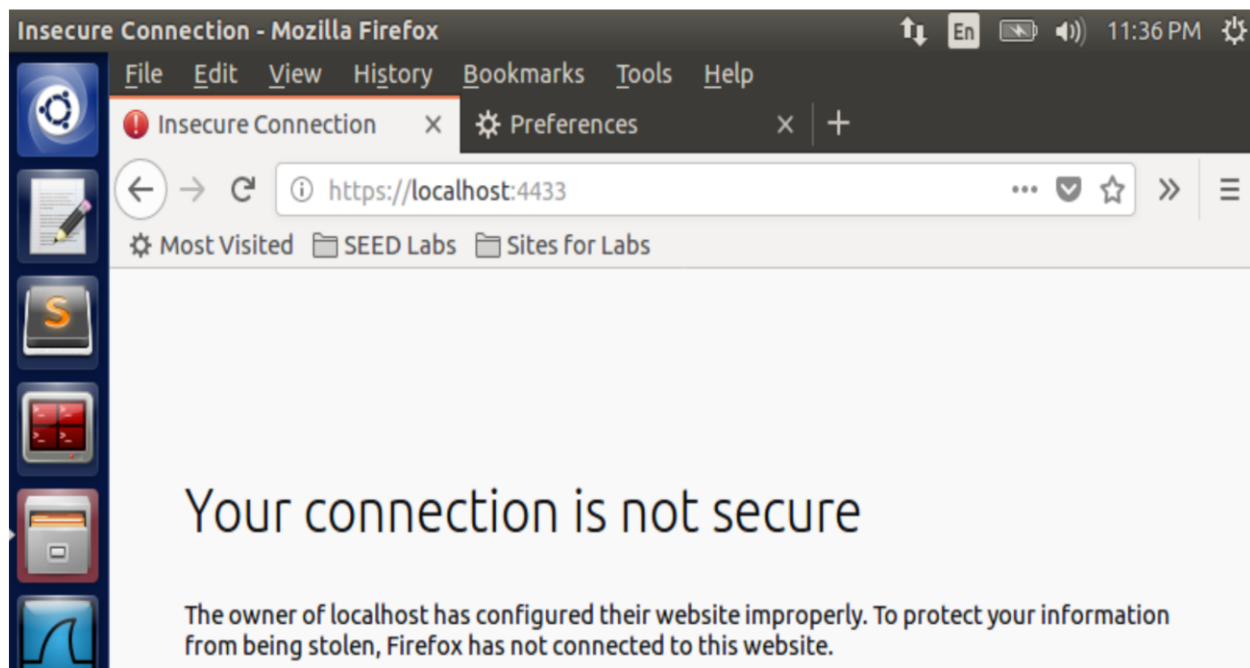 Insecure Connection - Mozilla Firefox En 11:36 PM
File Edit View History Bookmarks Tools Help
Insecure Connection Preferences
https://localhost:4433
Most Visited SEED Labs Sites for Labs
S
Your connection is not secure
The owner of localhost has configured their website improperly. To protect your information
from being stolen, Firefox has not connected to this website.